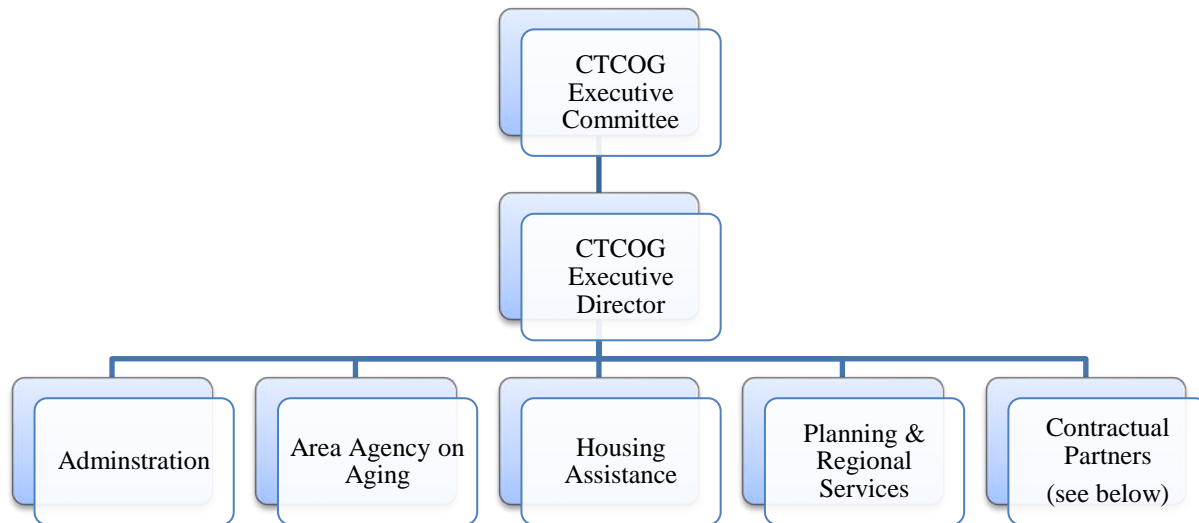 CTCOG
Executive
Committee
CTCOG
Executive
Director
Adminstration
Area Agency on
Aging
Housing
Assistance
Planning &
Regional
Services
Contractual
Partners
(see below)